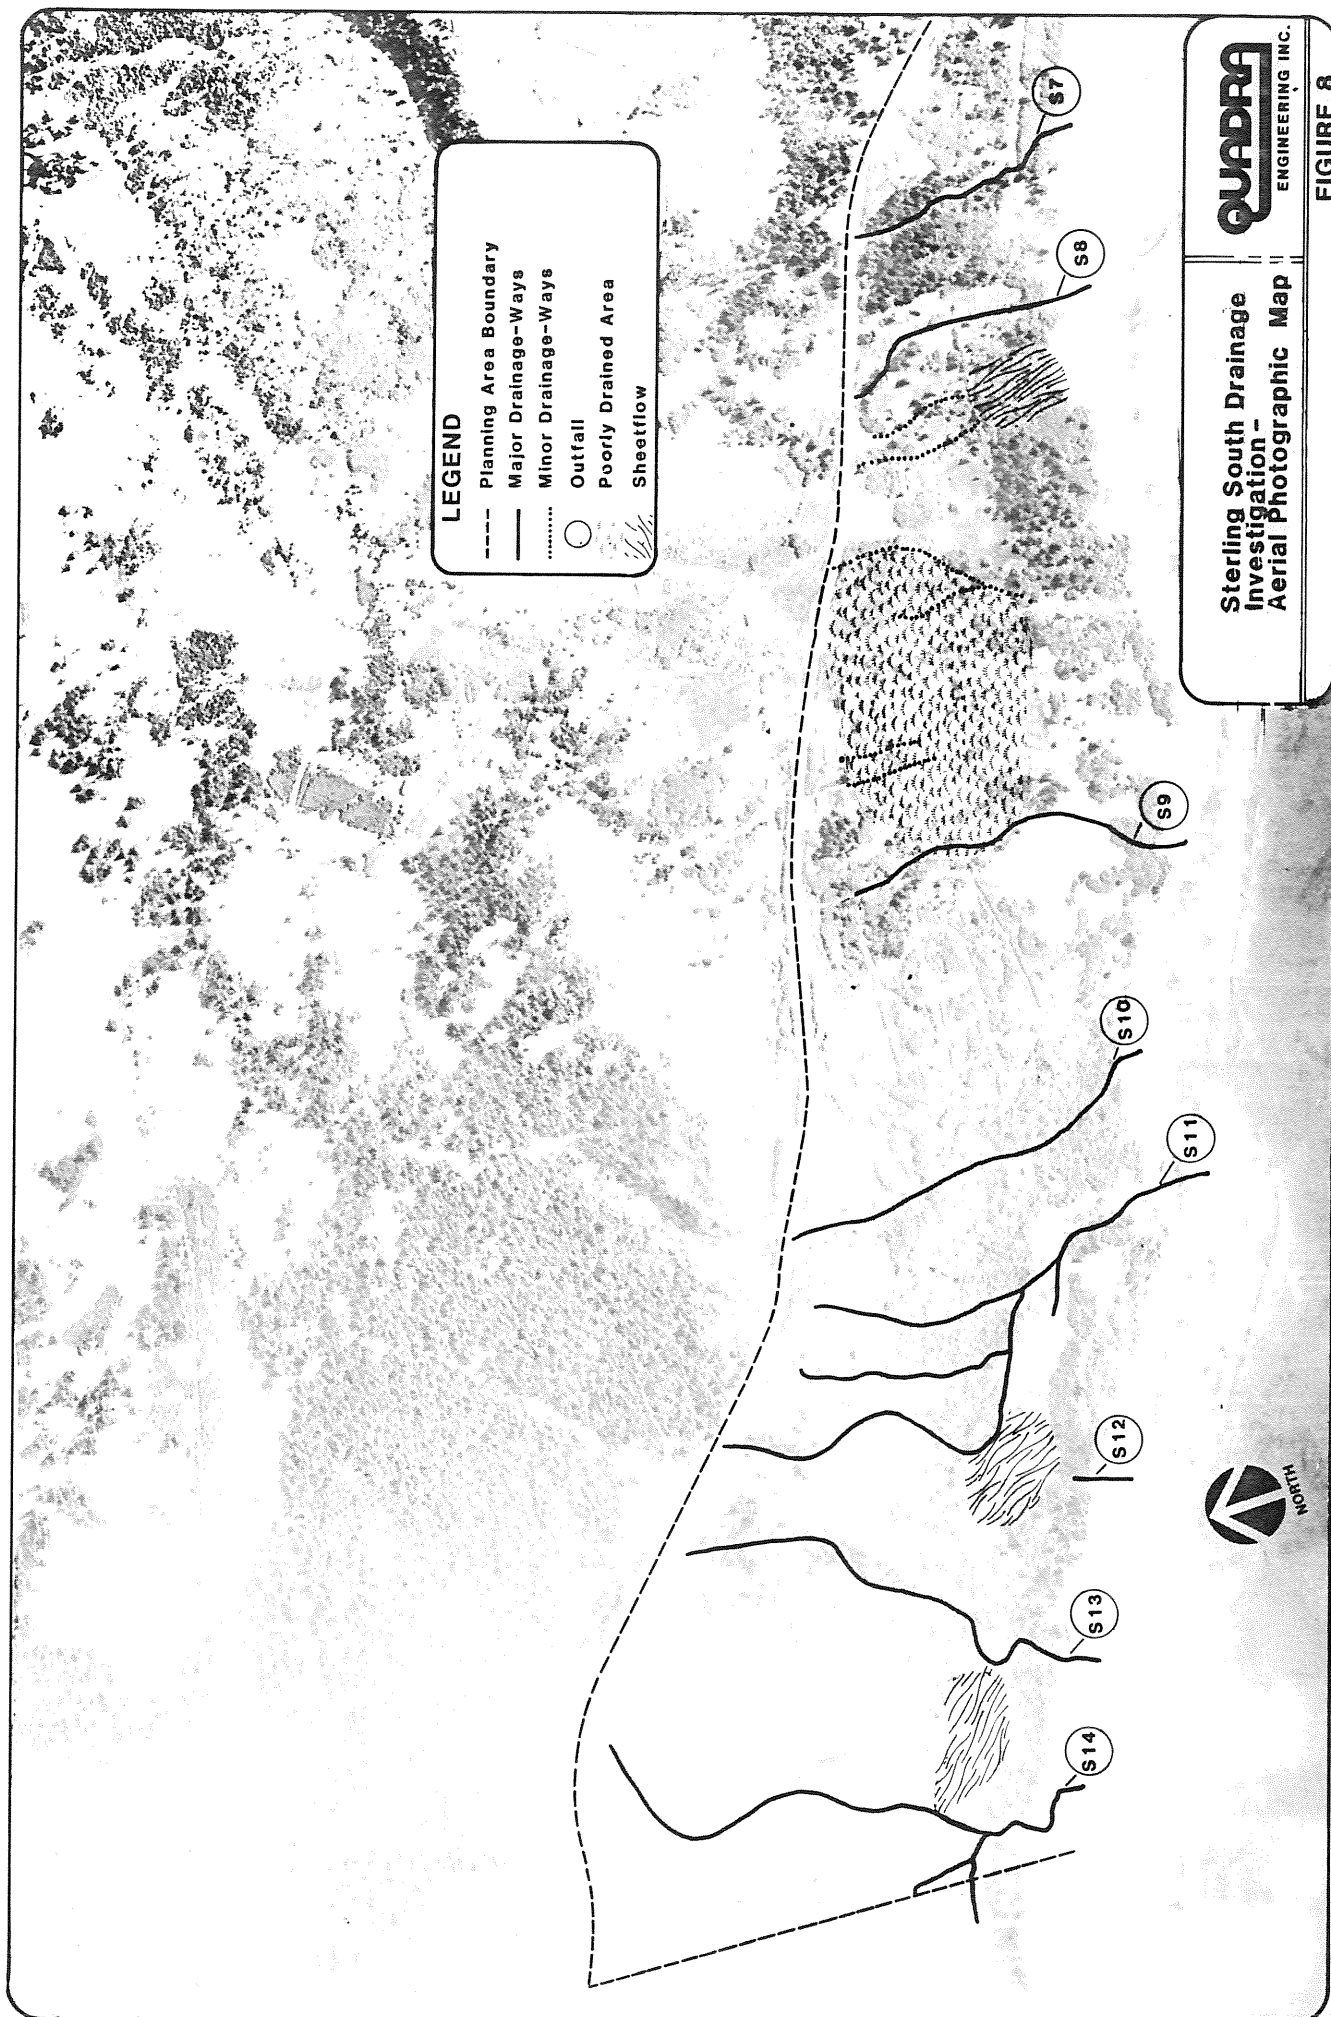 LEGEND
Planning Area Boundary
Major Drainage-Ways
Minor Drainage-Ways
Outfall
Poorly Drained Area
Sheetflow
S7
S8
S9
S10
S11
S12
S13
S14
NORTH
Sterling South Drainage
Investigation-
Aerial Photographic Map
QUADRA
ENGINEERING INC.
FIGURE 8